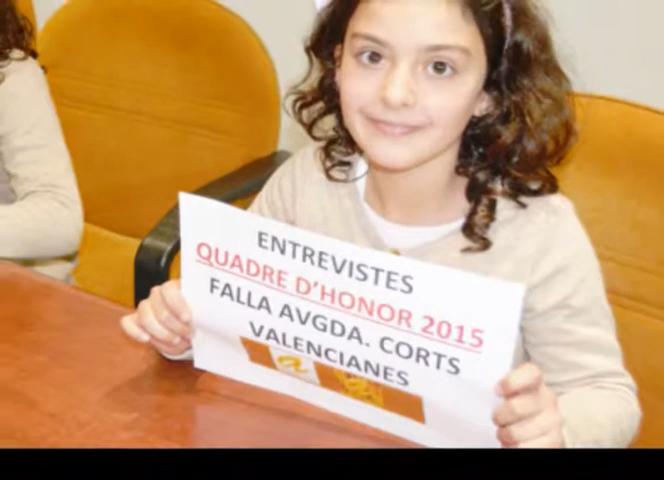 ENTREVISTES
QUADRE D'HONOR 2015
FALLA AVGDA. CORTS
VALENCIANES
a